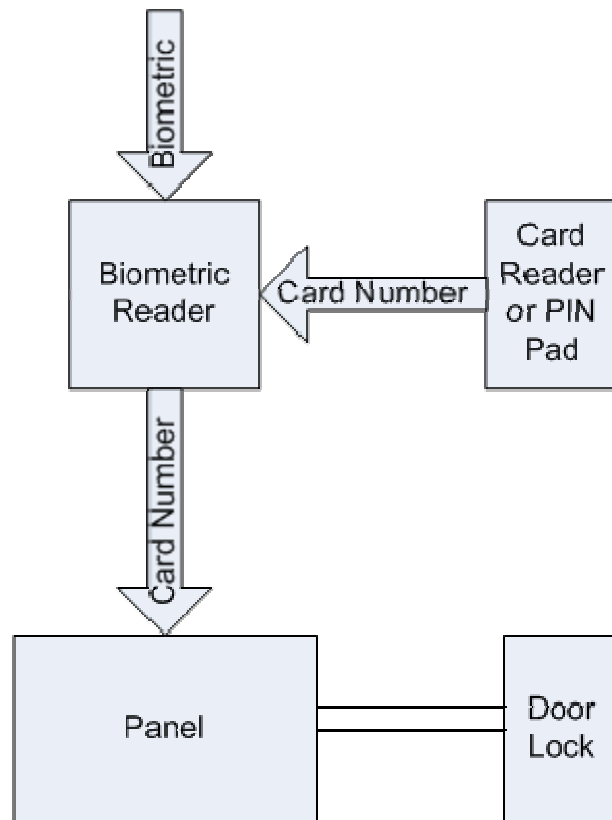 Biometric
Biometric
Reader
Card Number
Card
Reader
or PIN
Pad
Card Number
Panel
Door
Lock